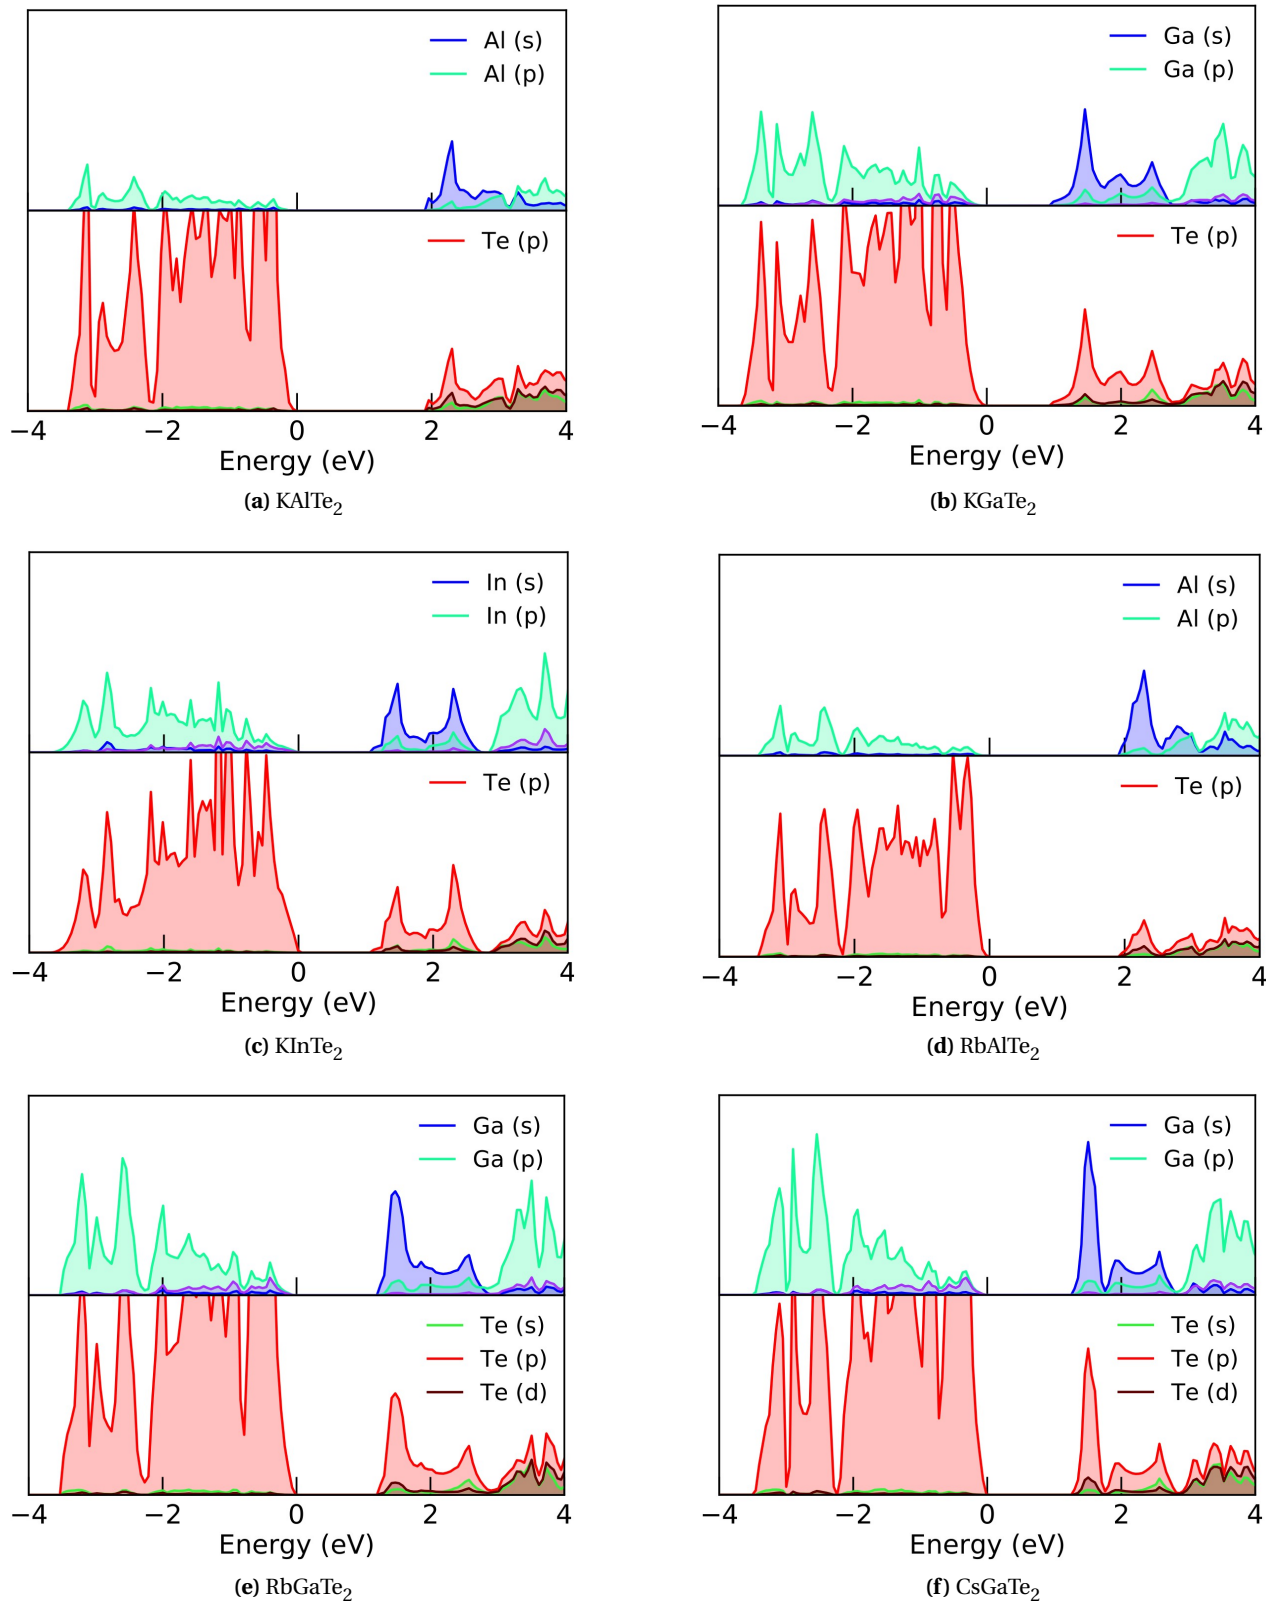 Al (s)
Al (p)
Te (p)
−4 −2 0 2 4
Energy (eV)
(a) KAlTe2
Ga (s)
Ga (p)
Te (p)
−4 −2 0 2 4
Energy (eV)
(b) KGaTe2
In (s)
In (p)
Te (p)
−4 −2 0 2 4
Energy (eV)
(c) KInTe2
Al (s)
Al (p)
Te (p)
−4 −2 0 2 4
Energy (eV)
(d) RbAlTe2
Ga (s)
Ga (p)
Te (s)
Te (p)
Te (d)
−4 −2 0 2 4
Energy (eV)
(e) RbGaTe2
Ga (s)
Ga (p)
Te (s)
Te (p)
Te (d)
−4 −2 0 2 4
Energy (eV)
(f) CsGaTe2